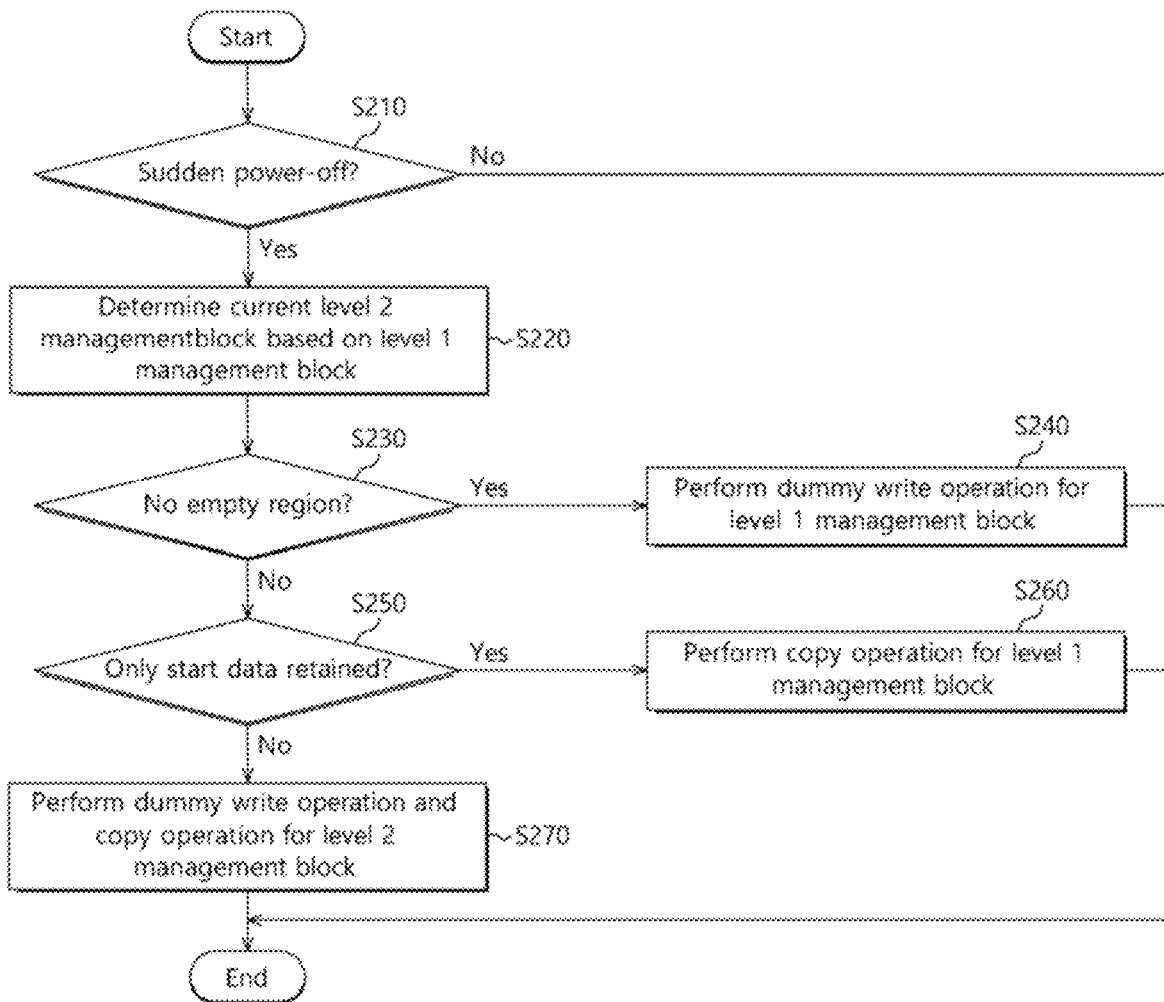 Start
S210
Sudden power-off?
No
Yes
Determine current level 2
managementblock based on level 1
management block
S220
S230
No empty region?
Yes
S240
Perform dummy write operation for
level 1 management block
No
S250
Only start data retained?
Yes
S260
Perform copy operation for level 1
management block
No
Perform dummy write operation and
copy operation for level 2
management block
S270
End